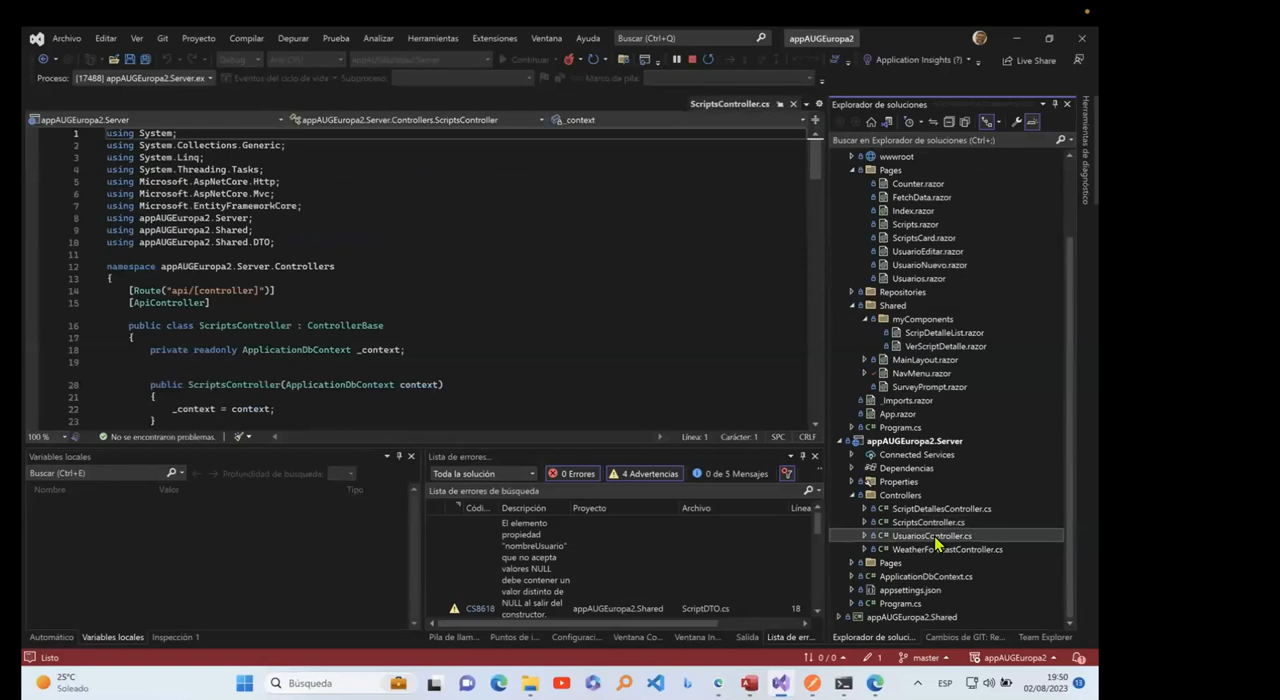 Archivo Editar Ver Git Proyecto Compilar Depurar Prueba Analizar Herramientas Extensiones Ventana Ayuda Buscar (Ctrl+Q) appAUGEuropa2
Debug Any CPU appAUGEuropa2.Server Continuar Application Insights (?) Live Share
Proceso: [17488] appAUGEuropa2.Server.ex Eventos del ciclo de vida Subproceso: Marco de pila:
ScriptsController.cs
appAUGEuropa2.Server appAUGEuropa2.Server.Controllers.ScriptsController _context
1 using System;
2 using System.Collections.Generic;
3 using System.Linq;
4 using System.Threading.Tasks;
5 using Microsoft.AspNetCore.Http;
6 using Microsoft.AspNetCore.Mvc;
7 using Microsoft.EntityFrameworkCore;
8 using appAUGEuropa2.Server;
9 using appAUGEuropa2.Shared;
10 using appAUGEuropa2.Shared.DTO;
11
12 namespace appAUGEuropa2.Server.Controllers
13 {
14 [Route("api/[controller]")]
15 [ApiController]
16 public class ScriptsController : ControllerBase
17 {
18 private readonly ApplicationDbContext _context;
19
20 public ScriptsController(ApplicationDbContext context)
21 {
22 _context = context;
23 }
100 % No se encontraron problemas. Línea: 1 Carácter: 1 SPC CRLF
Variables locales
Buscar (Ctrl+E) Profundidad de búsqueda:
Nombre Valor Tipo
Automático Variables locales Inspección 1
Lista de errores...
Toda la solución 0 Errores 4 Advertencias 0 de 5 Mensajes
Lista de errores de búsqueda
Códi... Descripción Proyecto Archivo Línea
El elemento
propiedad
"nombreUsuario"
que no acepta
valores NULL
debe contener un
valor distinto de
NULL al salir del
constructor.
CS8618 appAUGEuropa2.Shared ScriptDTO.cs 18
Pila de llam... Puntos de i... Configuraci... Ventana Co... Ventana In... Salida Lista de err...
Explorador de soluciones
Buscar en Explorador de soluciones (Ctrl+;)
wwwroot
Pages
Counter.razor
FetchData.razor
Index.razor
Scripts.razor
ScriptsCard.razor
UsuarioEditar.razor
UsuarioNuevo.razor
Usuarios.razor
Repositories
Shared
myComponents
ScripDetalleList.razor
VerScriptDetalle.razor
MainLayout.razor
NavMenu.razor
SurveyPrompt.razor
_Imports.razor
App.razor
Program.cs
appAUGEuropa2.Server
Connected Services
Dependencias
Properties
Controllers
ScriptDetallesController.cs
ScriptsController.cs
UsuariosController.cs
WeatherForecastController.cs
Pages
ApplicationDbContext.cs
appsettings.json
Program.cs
appAUGEuropa2.Shared
Explorador de soluci... Cambios de GIT: Re... Team Explorer
Herramientas de diagnóstico
Listo 0 / 0 1 master appAUGEuropa2 1
25°C
Soleado
Búsqueda
ESP
19:50
02/08/2023
13